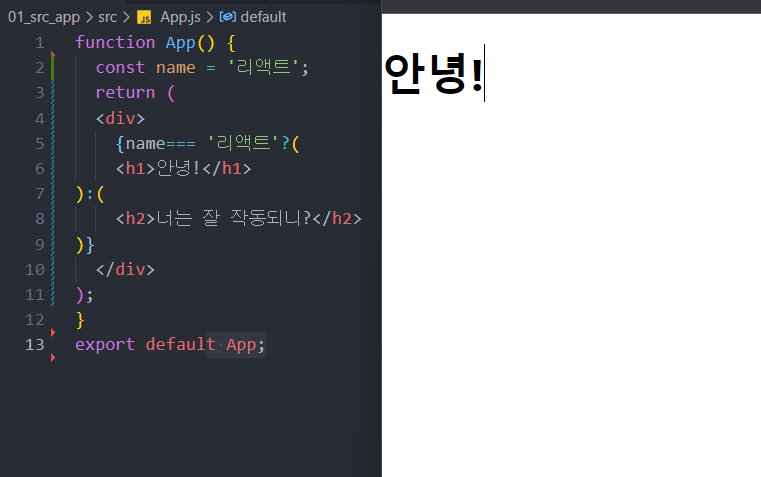 01_src_app > src > JS App.js > default
1 function App() {
2 const name = '리액트';
3 return (
4 <div>
5 {name=== '리액트'?(
6 <h1>안녕!</h1>
7 ):(
8 <h2>너는 잘 작동되니?</h2>
9 )}
10 </div>
11 );
12 }
13 export default App;
안녕!